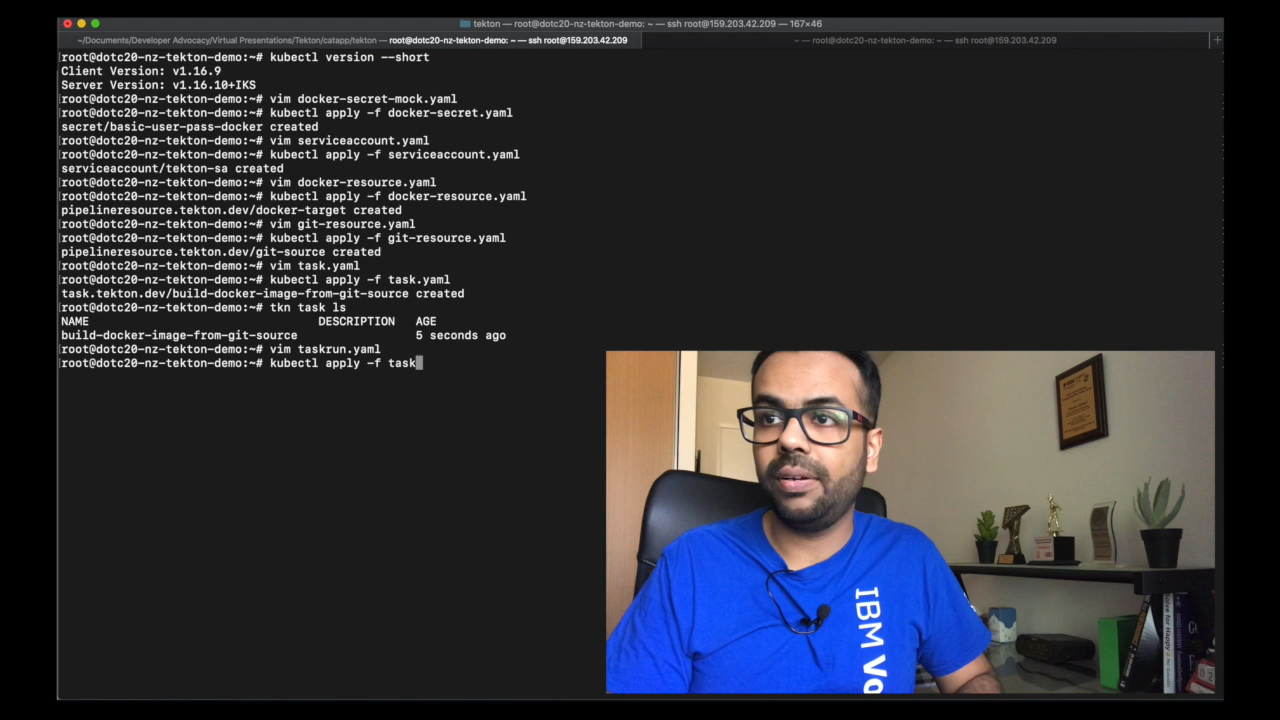 tekton — root@dotc20-nz-tekton-demo: ~ — ssh root@159.203.42.209 — 167×46
~/Documents/Developer Advocacy/Virtual Presentations/Tekton/catapp/tekton — root@dotc20-nz-tekton-demo: ~ — ssh root@159.203.42.209
~ — root@dotc20-nz-tekton-demo: ~ — ssh root@159.203.42.209
[root@dotc20-nz-tekton-demo:~# kubectl version --short
Client Version: v1.16.9
Server Version: v1.16.10+IKS
[root@dotc20-nz-tekton-demo:~# vim docker-secret-mock.yaml
[root@dotc20-nz-tekton-demo:~# kubectl apply -f docker-secret.yaml
secret/basic-user-pass-docker created
[root@dotc20-nz-tekton-demo:~# vim serviceaccount.yaml
[root@dotc20-nz-tekton-demo:~# kubectl apply -f serviceaccount.yaml
serviceaccount/tekton-sa created
[root@dotc20-nz-tekton-demo:~# vim docker-resource.yaml
[root@dotc20-nz-tekton-demo:~# kubectl apply -f docker-resource.yaml
pipelineresource.tekton.dev/docker-target created
[root@dotc20-nz-tekton-demo:~# vim git-resource.yaml
[root@dotc20-nz-tekton-demo:~# kubectl apply -f git-resource.yaml
pipelineresource.tekton.dev/git-source created
[root@dotc20-nz-tekton-demo:~# vim task.yaml
[root@dotc20-nz-tekton-demo:~# kubectl apply -f task.yaml
task.tekton.dev/build-docker-image-from-git-source created
[root@dotc20-nz-tekton-demo:~# tkn task ls
NAME DESCRIPTION AGE
build-docker-image-from-git-source 5 seconds ago
[root@dotc20-nz-tekton-demo:~# vim taskrun.yaml
[root@dotc20-nz-tekton-demo:~# kubectl apply -f task
IBM Vo